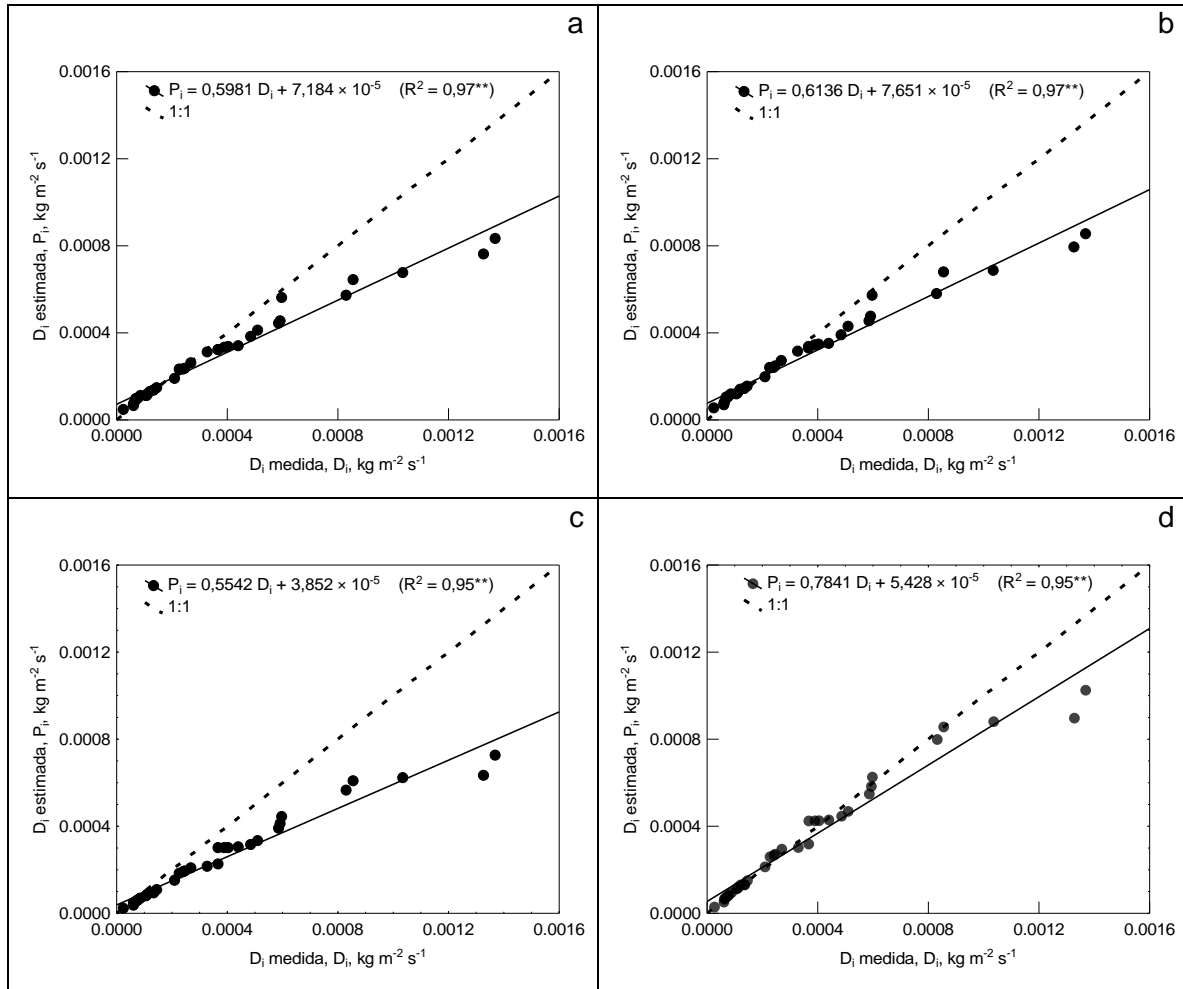 a
0.0016
P_i = 0,5981 D_i + 7,184 × 10^-5 (R^2 = 0,97**)
1:1
0.0012
0.0008
0.0004
0.0000
D_i estimada, P_i, kg m^-2 s^-1
0.0000 0.0004 0.0008 0.0012 0.0016
D_i medida, D_i, kg m^-2 s^-1
b
0.0016
P_i = 0,6136 D_i + 7,651 × 10^-5 (R^2 = 0,97**)
1:1
0.0012
0.0008
0.0004
0.0000
D_i estimada, P_i, kg m^-2 s^-1
0.0000 0.0004 0.0008 0.0012 0.0016
D_i medida, D_i, kg m^-2 s^-1
c
0.0016
P_i = 0,5542 D_i + 3,852 × 10^-5 (R^2 = 0,95**)
1:1
0.0012
0.0008
0.0004
0.0000
D_i estimada, P_i, kg m^-2 s^-1
0.0000 0.0004 0.0008 0.0012 0.0016
D_i medida, D_i, kg m^-2 s^-1
d
0.0016
P_i = 0,7841 D_i + 5,428 × 10^-5 (R^2 = 0,95**)
1:1
0.0012
0.0008
0.0004
0.0000
D_i estimada, P_i, kg m^-2 s^-1
0.0000 0.0004 0.0008 0.0012 0.0016
D_i medida, D_i, kg m^-2 s^-1